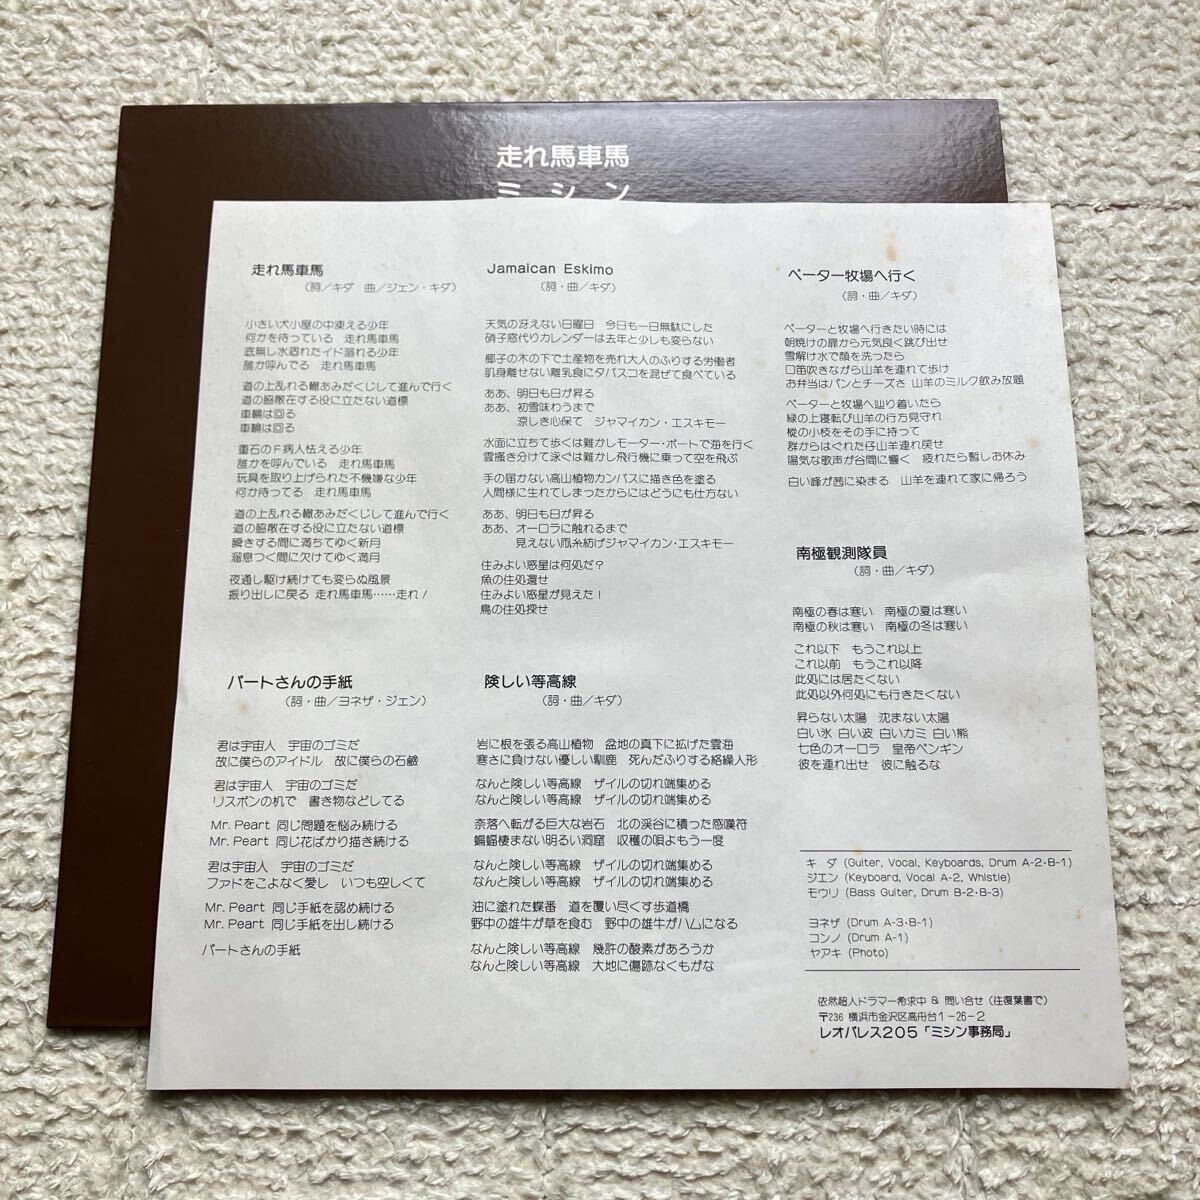 走れ馬車馬
ミシン
走れ馬車馬
(詞／キダ 曲／ジェン・キダ)
小さい犬小屋の中凍える少年
何かを待っている 走れ馬車馬
底無し水涸れたイド溺れる少年
誰か呼んでる 走れ馬車馬
道の上乱れる轍あみだくじして進んで行く
道の脇散在する役に立たない道標
車輪は回る
車輪は回る
重石のF病人怯える少年
誰かを呼んでいる 走れ馬車馬
玩具を取り上げられた不機嫌な少年
何か待ってる 走れ馬車馬
道の上乱れる轍あみだくじして進んで行く
道の脇散在する役に立たない道標
瞬きする間に満ちてゆく新月
溜息つく間に欠けてゆく満月
夜通し駆け続けても変らぬ風景
振り出しに戻る 走れ馬車馬……走れ！
パートさんの手紙
(詞・曲／ヨネザ・ジェン)
君は宇宙人 宇宙のゴミだ
故に僕らのアイドル 故に僕らの石鹸
君は宇宙人 宇宙のゴミだ
リスボンの机で 書き物などしてる
Mr. Peart 同じ問題を悩み続ける
Mr. Peart 同じ花ばかり描き続ける
君は宇宙人 宇宙のゴミだ
ファドをこよなく愛し いつも空しくて
Mr. Peart 同じ手紙を認め続ける
Mr. Peart 同じ手紙を出し続ける
パートさんの手紙
Jamaican Eskimo
(詞・曲／キダ)
天気の冴えない日曜日 今日も一日無駄にした
硝子窓代りカレンダーは去年と少しも変らない
椰子の木の下で土産物を売れ大人のふりする労働者
肌身離せない離乳食にタバスコを混ぜて食べている
ああ、明日も日が昇る
ああ、初雪味わうまで
涼しき心保て ジャマイカン・エスキモー
水面に立ちて歩くは難かしモーター・ボートで海を行く
雲掻き分けて泳ぐは難かし飛行機に乗って空を飛ぶ
手の届かない高山植物カンバスに描き色を塗る
人間様に生れてしまったからにはどうにも仕方ない
ああ、明日も日が昇る
ああ、オーロラに触れるまで
見えない凧糸紡げジャマイカン・エスキモー
住みよい惑星は何処だ？
魚の住処還せ
住みよい惑星が見えた！
鳥の住処探せ
険しい等高線
(詞・曲／キダ)
岩に根を張る高山植物 盆地の真下に拡げた雲海
寒さに負けない優しい馴鹿 死んだふりする絡繰人形
なんと険しい等高線 ザイルの切れ端集める
なんと険しい等高線 ザイルの切れ端集める
奈落へ転がる巨大な岩石 北の渓谷に積った感嘆符
蝙蝠棲まない明るい洞窟 収穫の唄よもう一度
なんと険しい等高線 ザイルの切れ端集める
なんと険しい等高線 ザイルの切れ端集める
油に塗れた蝶番 道を覆い尽くす歩道橋
野中の雄牛が草を食む 野中の雄牛がハムになる
なんと険しい等高線 幾許の酸素があろうか
なんと険しい等高線 大地に傷跡なくもがな
ペーター牧場へ行く
(詞・曲／キダ)
ペーターと牧場へ行きたい時には
朝焼けの扉から元気良く跳び出せ
雪解け水で顔を洗ったら
口笛吹きながら山羊を連れて歩け
お弁当はパンとチーズさ 山羊のミルク飲み放題
ペーターと牧場へ辿り着いたら
緑の上寝転び山羊の行方見守れ
樅の小枝をその手に持って
群からはぐれた仔山羊連れ戻せ
陽気な歌声が谷間に響く 疲れたら暫しお休み
白い峰が茜に染まる 山羊を連れて家に帰ろう
南極観測隊員
(詞・曲／キダ)
南極の春は寒い 南極の夏は寒い
南極の秋は寒い 南極の冬は寒い
これ以下 もうこれ以上
これ以前 もうこれ以降
此処には居たくない
此処以外何処にも行きたくない
昇らない太陽 沈まない太陽
白い氷 白い波 白いカミ 白い熊
七色のオーロラ 皇帝ペンギン
彼を連れ出せ 彼に触るな
キ ダ (Guiter, Vocal, Keyboards, Drum A-2・B-1)
ジエン (Keyboard, Vocal A-2, Whistle)
モウリ (Bass Guiter, Drum B-2・B-3)
ヨネザ (Drum A-3・B-1)
コンノ (Drum A-1)
ヤアキ (Photo)
依然超人ドラマー希求中 & 問い合せ (往復葉書で)
〒236 横浜市金沢区高舟台1-26-2
レオパレス205「ミシン事務局」